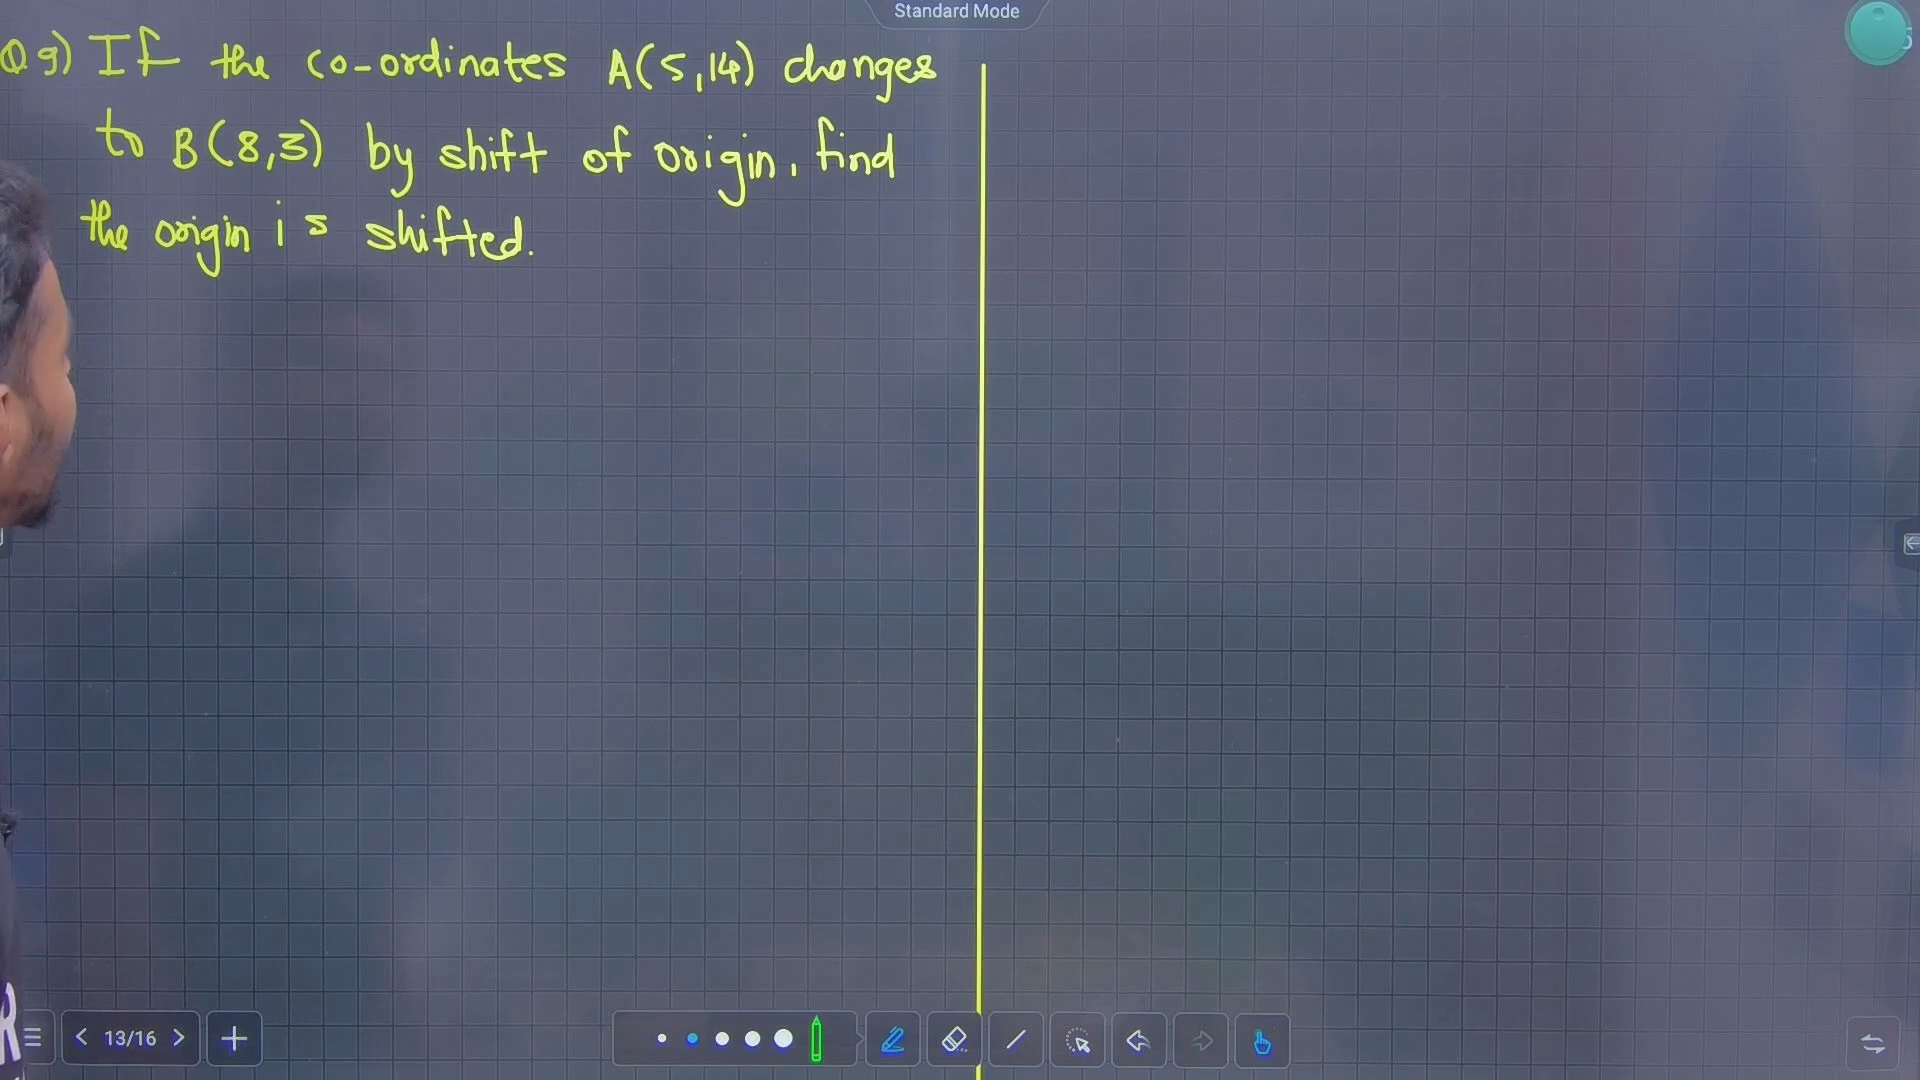 Standard Mode
Q 9) If the co-ordinates A(5,14) changes
to B(8,3) by shift of origin, find
the origin is shifted.
13/16